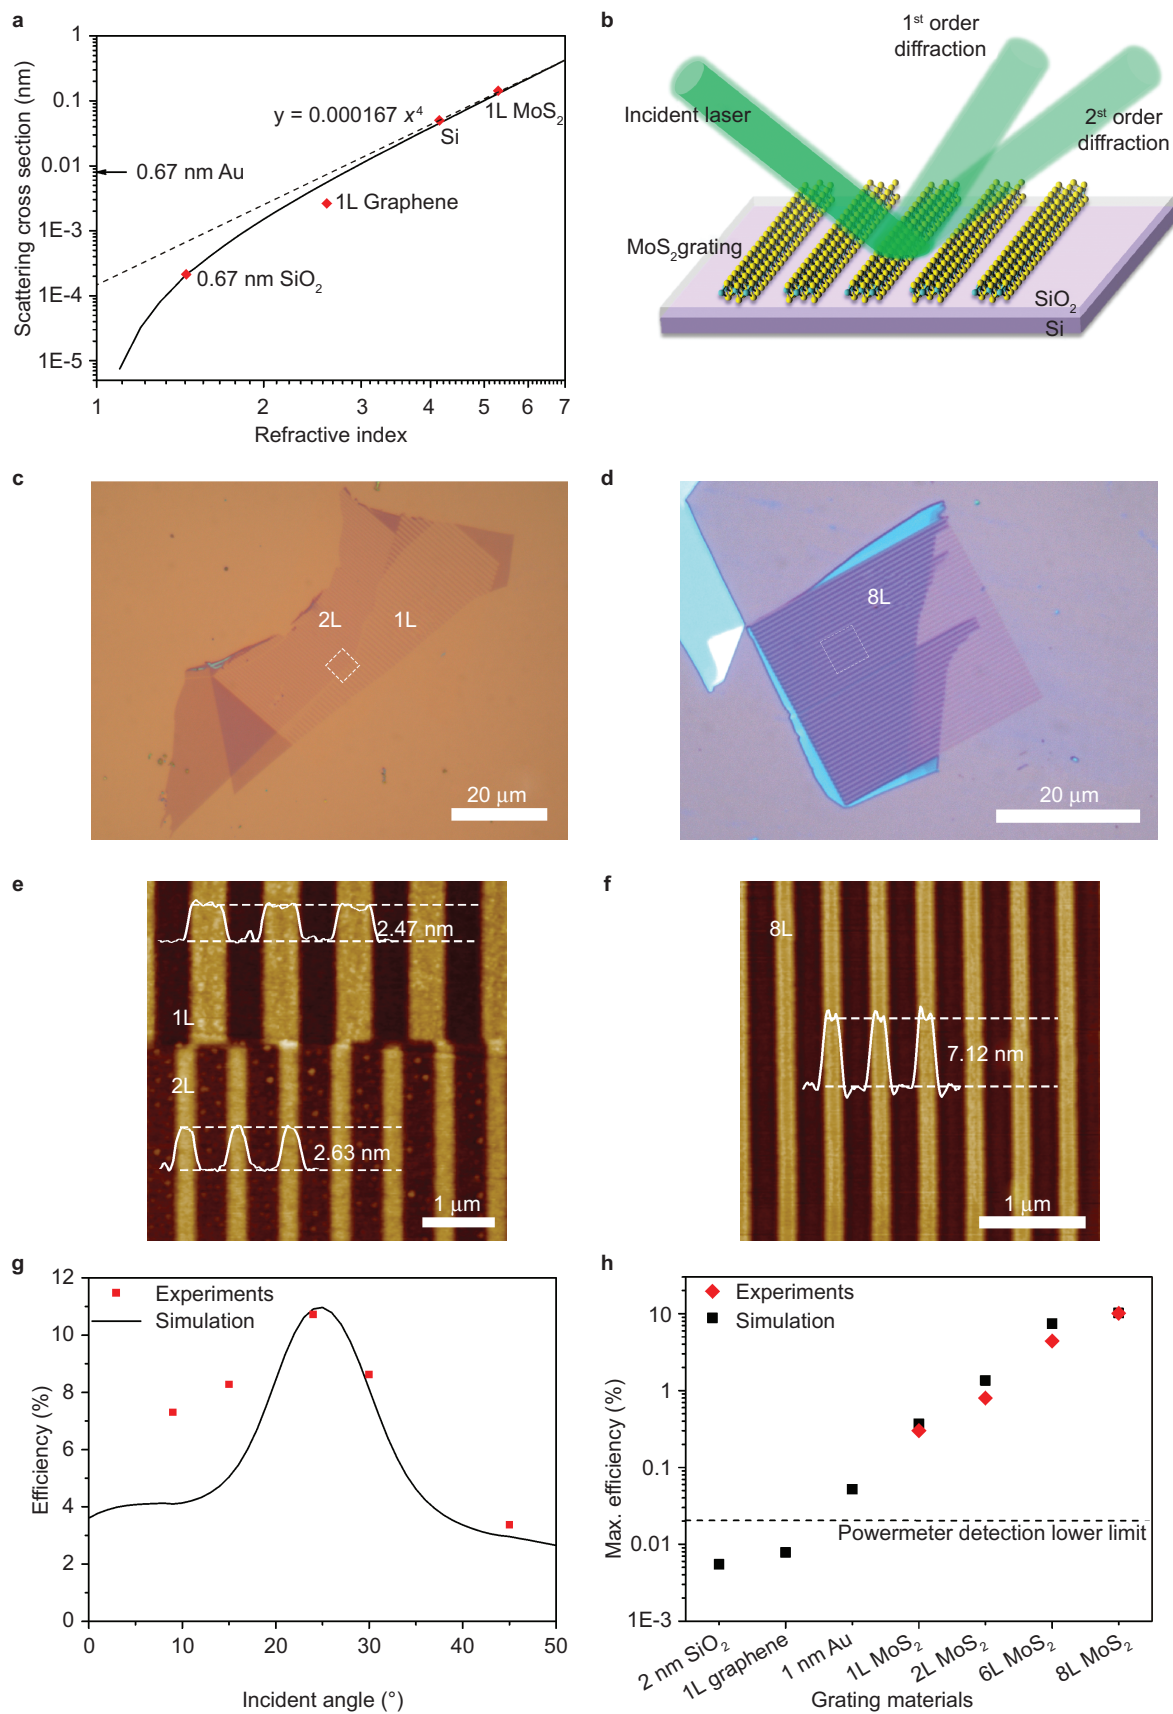 a
Scattering cross section (nm)
1
0.1
0.01
1E-3
1E-4
1E-5
y = 0.000167 x⁴
1L MoS₂
Si
0.67 nm Au
1L Graphene
0.67 nm SiO₂
1 2 3 4 5 6 7
Refractive index
b
1st order
diffraction
Incident laser
2st order
diffraction
MoS₂grating
SiO₂
Si
c
2L
1L
20 μm
d
8L
20 μm
e
2.47 nm
1L
2L
2.63 nm
1 μm
f
8L
7.12 nm
1 μm
g
Efficiency (%)
12
10
8
6
4
2
0
Experiments
Simulation
0 10 20 30 40 50
Incident angle (°)
h
Max. efficiency (%)
10
1
0.1
0.01
1E-3
Experiments
Simulation
Powermeter detection lower limit
2 nm SiO₂
1L graphene
1 nm Au
1L MoS₂
2L MoS₂
6L MoS₂
8L MoS₂
Grating materials